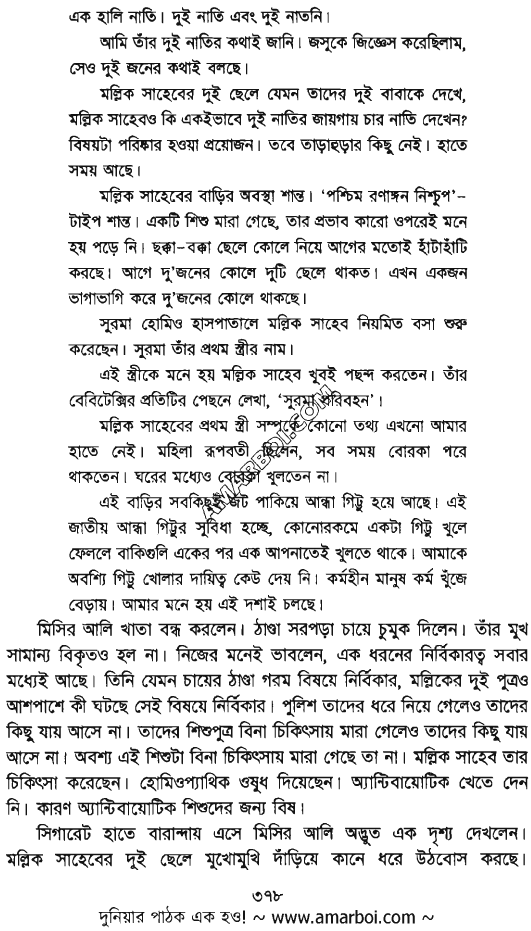 এক হালি নাতি। দুই নাতি এবং দুই নাতনি।
আমি তাঁর দুই নাতির কথাই জানি। জসুকে জিজ্ঞেস করেছিলাম,
সেও দুই জনের কথাই বলছে।
মল্লিক সাহেবের দুই ছেলে যেমন তাদের দুই বাবাকে দেখে,
মল্লিক সাহেবও কি একইভাবে দুই নাতির জায়গায় চার নাতি দেখেন?
বিষয়টা পরিষ্কার হওয়া প্রয়োজন। তবে তাড়াহুড়ার কিছু নেই। হাতে
সময় আছে।
মল্লিক সাহেবের বাড়ির অবস্থা শান্ত। ‘পশ্চিম রণাঙ্গন নিশ্চুপ’–
টাইপ শান্ত। একটি শিশু মারা গেছে, তার প্রভাব কারো ওপরেই মনে
হয় পড়ে নি। ছক্কা–বক্কা ছেলে কোলে নিয়ে আগের মতোই হাঁটাহাঁটি
করছে। আগে দু’জনের কোলে দুটি ছেলে থাকত। এখন একজন
ভাগাভাগি করে দু’জনের কোলে থাকছে।
সুরমা হোমিও হাসপাতালে মল্লিক সাহেব নিয়মিত বসা শুরু
করেছেন। সুরমা তাঁর প্রথম স্ত্রীর নাম।
এই স্ত্রীকে মনে হয় মল্লিক সাহেব খুবই পছন্দ করতেন। তাঁর
বেবিটেক্সির প্রতিটির পেছনে লেখা, ‘সুরমা পরিবহন’।
মল্লিক সাহেবের প্রথম স্ত্রী সম্পর্কে কোনো তথ্য এখনো আমার
হাতে নেই। মহিলা রূপবতী ছিলেন, সব সময় বোরকা পরে
থাকতেন। ঘরের মধ্যেও বোরকা খুলতেন না।
এই বাড়ির সবকিছুই জট পাকিয়ে আন্ধা গিট্টু হয়ে আছে। এই
জাতীয় আন্ধা গিট্টুর সুবিধা হচ্ছে, কোনোরকমে একটা গিট্টু খুলে
ফেললে বাকিগুলি একের পর এক আপনাতেই খুলতে থাকে। আমাকে
অবশ্যি গিট্টু খোলার দায়িত্ব কেউ দেয় নি। কর্মহীন মানুষ কর্ম খুঁজে
বেড়ায়। আমার মনে হয় এই দশাই চলছে।
মিসির আলি খাতা বন্ধ করলেন। ঠাণ্ডা সরপড়া চায়ে চুমুক দিলেন। তাঁর মুখ
সামান্য বিকৃতও হল না। নিজের মনেই ভাবলেন, এক ধরনের নির্বিকারত্ব সবার
মধ্যেই আছে। তিনি যেমন চায়ের ঠাণ্ডা গরম বিষয়ে নির্বিকার, মল্লিকের দুই পুত্রও
আশপাশে কী ঘটছে সেই বিষয়ে নির্বিকার। পুলিশ তাদের ধরে নিয়ে গেলেও তাদের
কিছু যায় আসে না। তাদের শিশুপুত্র বিনা চিকিৎসায় মারা গেলেও তাদের কিছু যায়
আসে না। অবশ্য এই শিশুটা বিনা চিকিৎসায় মারা গেছে তা না। মল্লিক সাহেব তার
চিকিৎসা করেছেন। হোমিওপ্যাথিক ওষুধ দিয়েছেন। অ্যান্টিবায়োটিক খেতে দেন
নি। কারণ অ্যান্টিবায়োটিক শিশুদের জন্য বিষ।
সিগারেট হাতে বারান্দায় এসে মিসির আলি অদ্ভুত এক দৃশ্য দেখলেন।
মল্লিক সাহেবের দুই ছেলে মুখোমুখি দাঁড়িয়ে কানে ধরে উঠবোস করছে।
৩৭৮
দুনিয়ার পাঠক এক হও! ~ www.amarboi.com ~
AMARBOI.COM